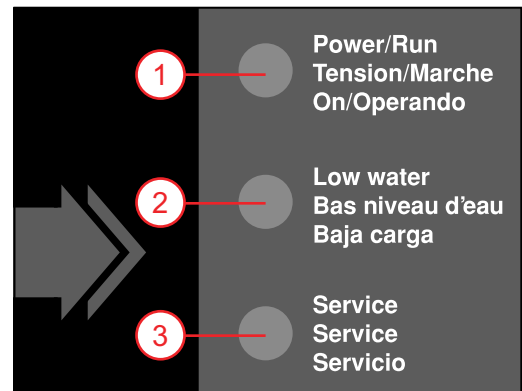 1
Power/Run
Tension/Marche
On/Operando
2
Low water
Bas niveau d'eau
Baja carga
3
Service
Service
Servicio